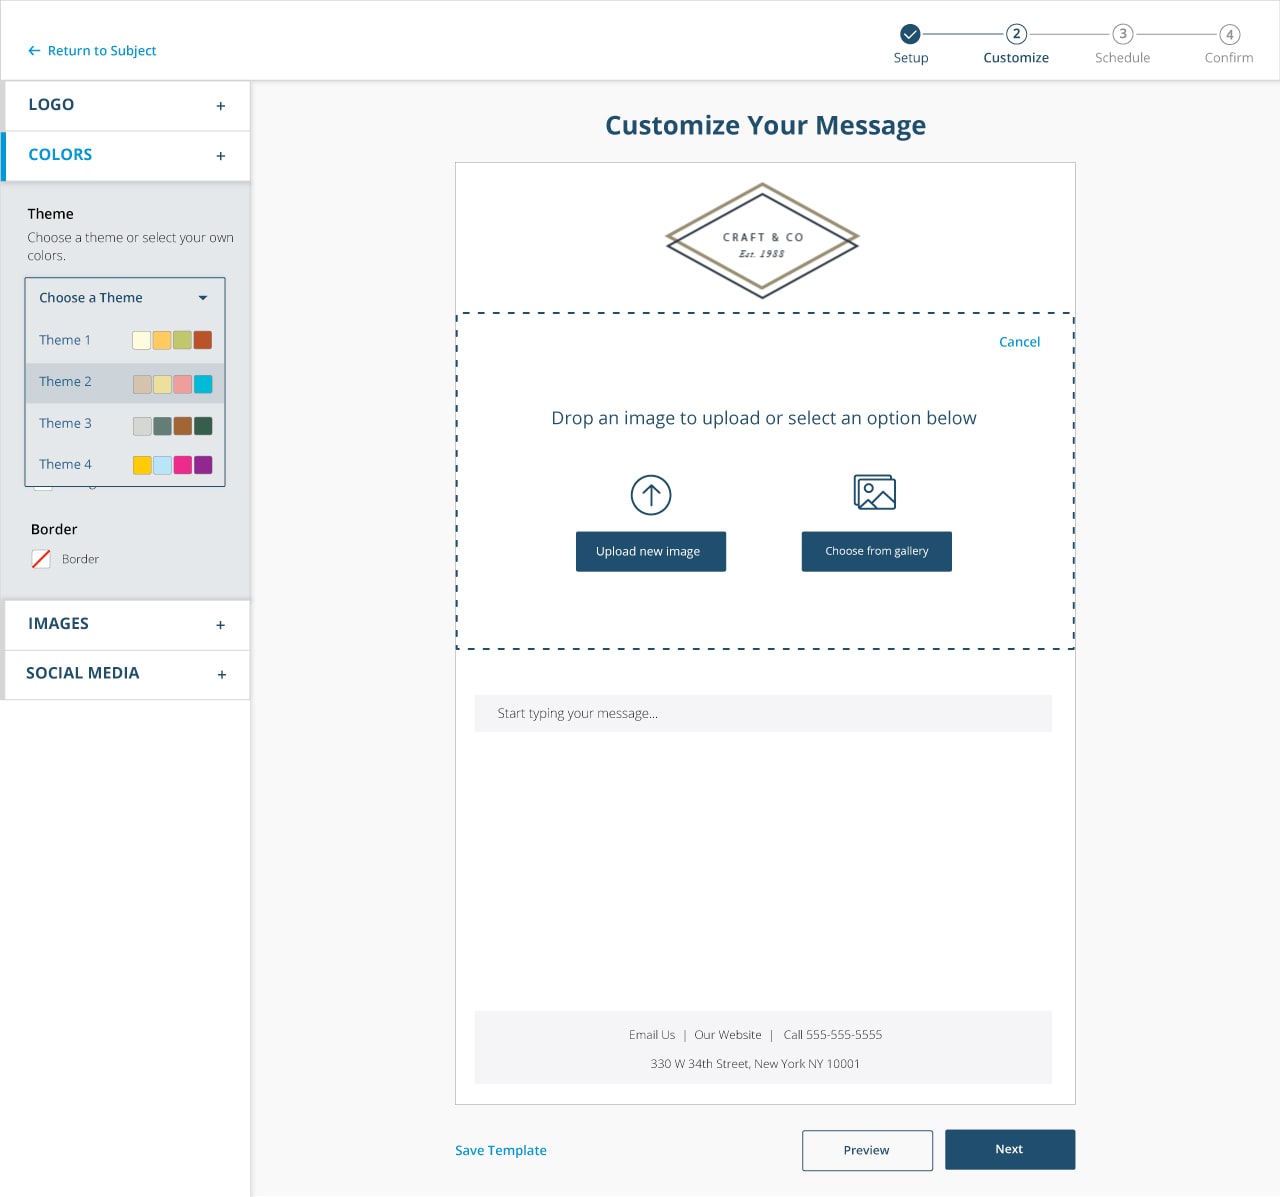 ← Return to Subject
Setup
2
Customize
3
Schedule
4
Confirm
LOGO +
COLORS +
Theme
Choose a theme or select your own
colors.
Choose a Theme
Theme 1
Theme 2
Theme 3
Theme 4
Border
Border
IMAGES +
SOCIAL MEDIA +
Customize Your Message
CRAFT & CO
Est. 1988
Cancel
Drop an image to upload or select an option below
Upload new image
Choose from gallery
Start typing your message...
Email Us | Our Website | Call 555-555-5555
330 W 34th Street, New York NY 10001
Save Template
Preview
Next